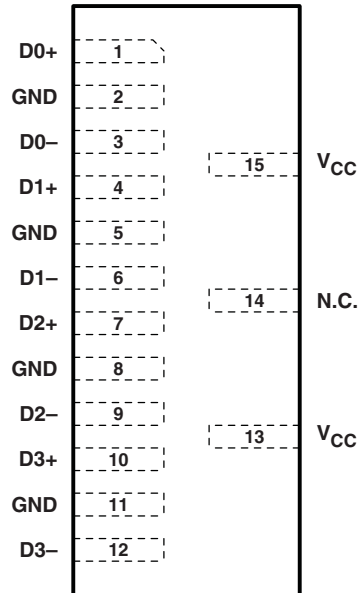 D0+ 1
GND 2
D0– 3
15 VCC
D1+ 4
GND 5
D1– 6
14 N.C.
D2+ 7
GND 8
D2– 9
13 VCC
D3+ 10
GND 11
D3– 12